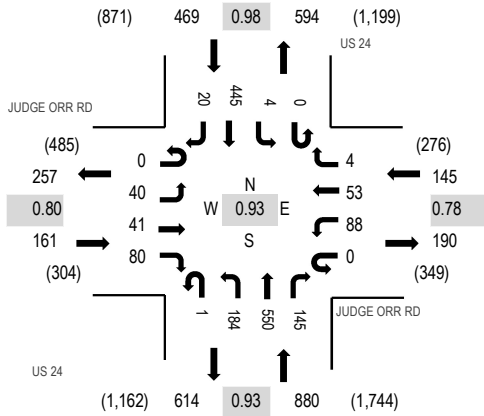 (871) 469 0.98 594 (1,199)
US 24
JUDGE ORR RD
20 445 4 0
(485) (276)
257 0 4 145
0.80 40 N 53 0.78
W 0.93 E
161 41 S 88 190
(304) 80 0 (349)
1 184 550 145
JUDGE ORR RD
US 24
(1,162) 614 0.93 880 (1,744)